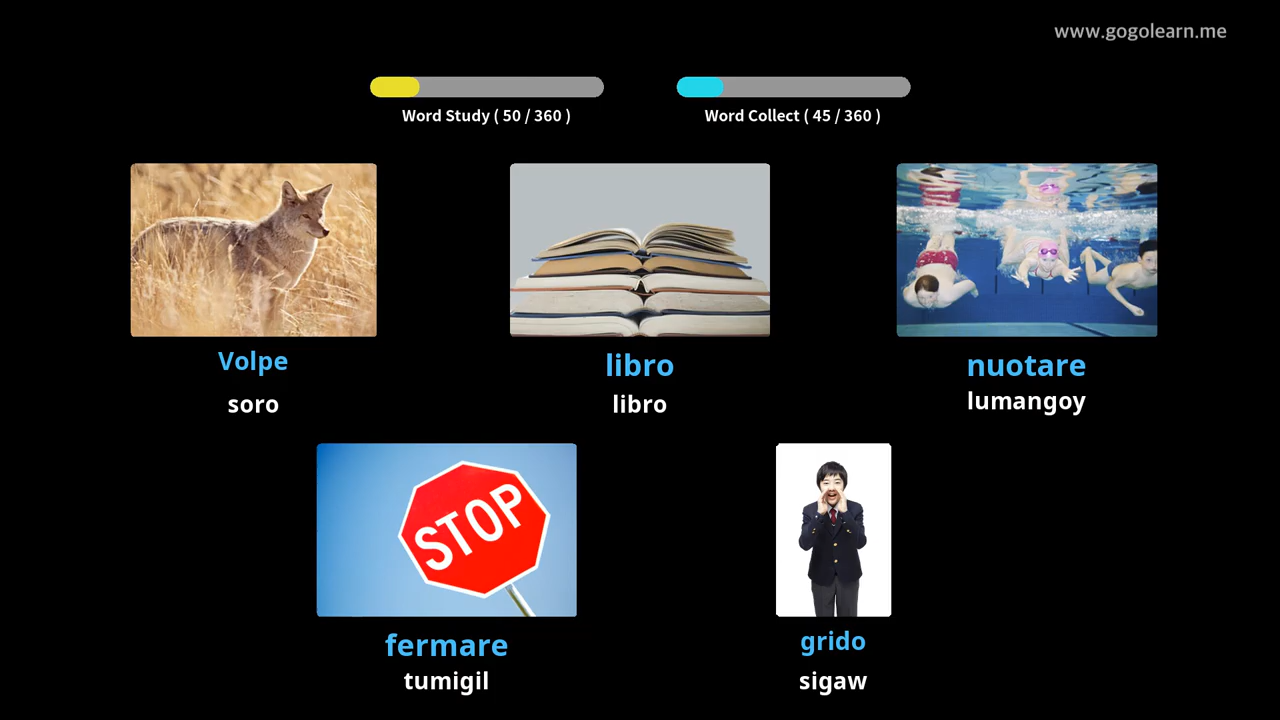 www.gogolearn.me
Word Study ( 50 / 360 )
Word Collect ( 45 / 360 )
Volpe
soro
libro
libro
nuotare
lumangoy
STOP
fermare
tumigil
grido
sigaw